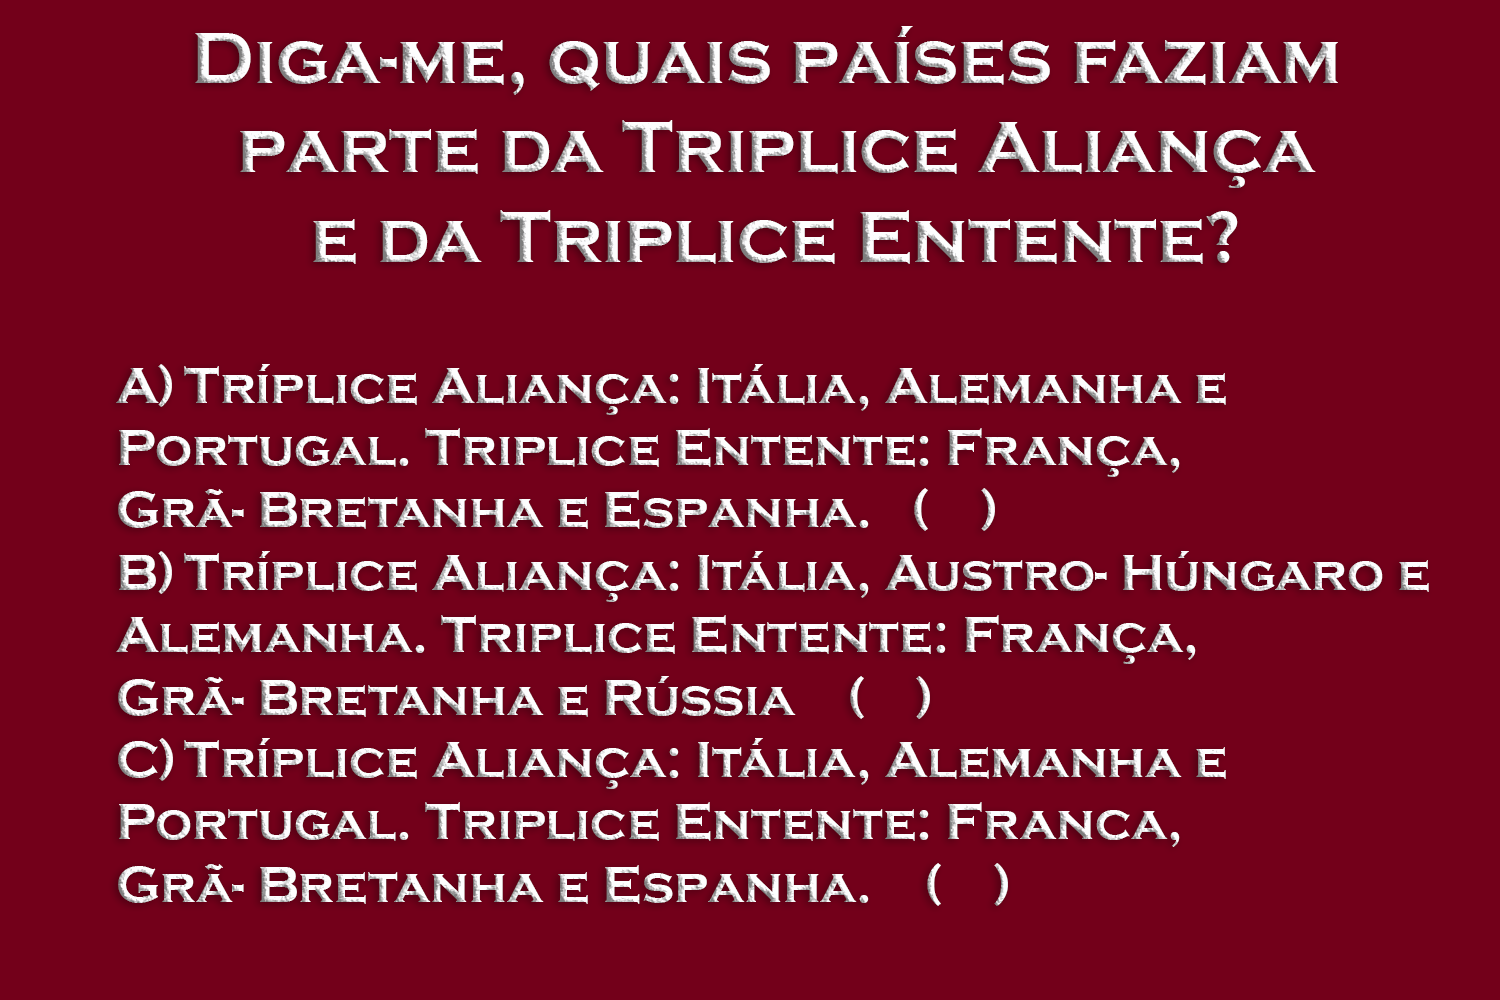 Diga-me, quais países faziam
parte da Triplice Aliança
e da Triplice Entente?
A) Tríplice Aliança: Itália, Alemanha e
Portugal. Triplice Entente: França,
Grã- Bretanha e Espanha. ( )
B) Tríplice Aliança: Itália, Austro- Húngaro e
Alemanha. Triplice Entente: França,
Grã- Bretanha e Rússia ( )
C) Tríplice Aliança: Itália, Alemanha e
Portugal. Triplice Entente: Franca,
Grã- Bretanha e Espanha. ( )